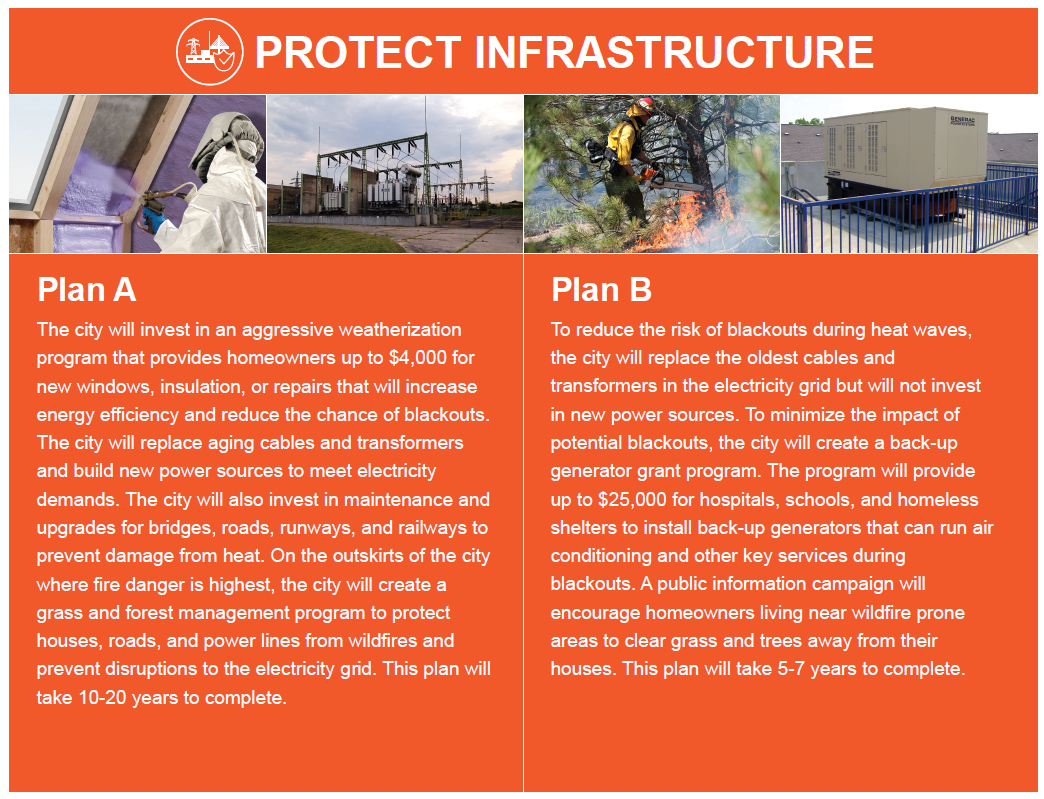 PROTECT INFRASTRUCTURE
GENERAC
Plan A
The city will invest in an aggressive weatherization
program that provides homeowners up to $4,000 for
new windows, insulation, or repairs that will increase
energy efficiency and reduce the chance of blackouts.
The city will replace aging cables and transformers
and build new power sources to meet electricity
demands. The city will also invest in maintenance and
upgrades for bridges, roads, runways, and railways to
prevent damage from heat. On the outskirts of the city
where fire danger is highest, the city will create a
grass and forest management program to protect
houses, roads, and power lines from wildfires and
prevent disruptions to the electricity grid. This plan will
take 10-20 years to complete.
Plan B
To reduce the risk of blackouts during heat waves,
the city will replace the oldest cables and
transformers in the electricity grid but will not invest
in new power sources. To minimize the impact of
potential blackouts, the city will create a back-up
generator grant program. The program will provide
up to $25,000 for hospitals, schools, and homeless
shelters to install back-up generators that can run air
conditioning and other key services during
blackouts. A public information campaign will
encourage homeowners living near wildfire prone
areas to clear grass and trees away from their
houses. This plan will take 5-7 years to complete.